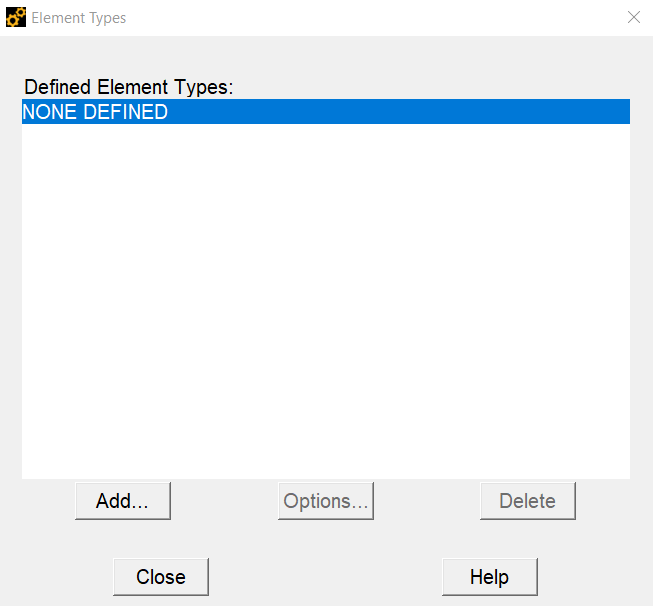 Element Types
Defined Element Types:
NONE DEFINED
Add... Options... Delete
Close Help